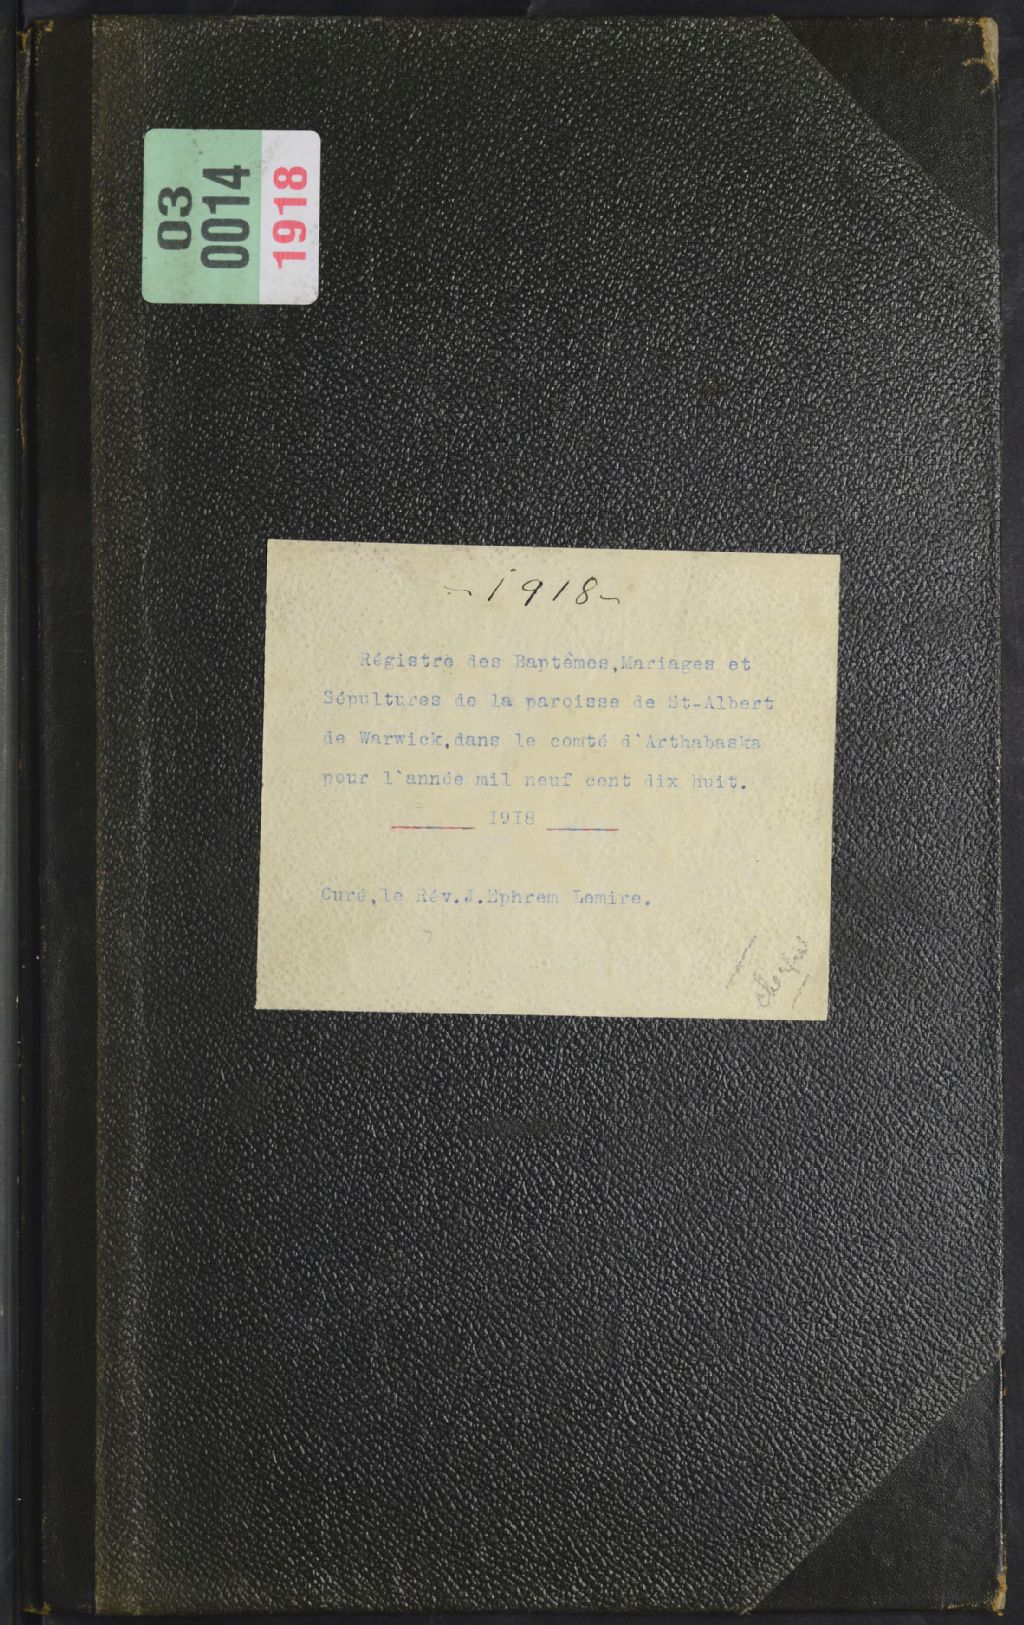 03
0014
1918
- 1918 -
Régistre des Baptèmes,Mariages et
Sépultures de la paroisse de St-Albert
de Warwick,dans le comté d`Arthabaska
pour l`année mil neuf cent dix huit.
1918
Curé,le Rév.J.Ephrem Lemire.